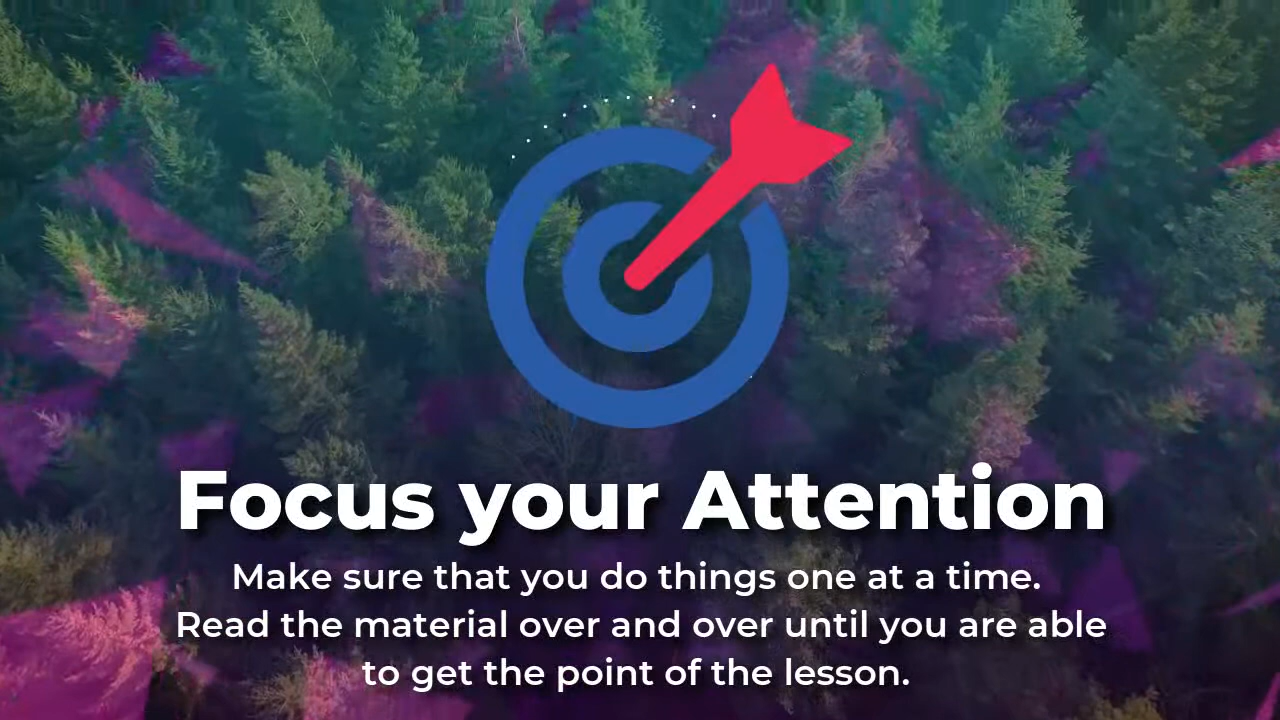 Focus your Attention
Make sure that you do things one at a time.
Read the material over and over until you are able
to get the point of the lesson.